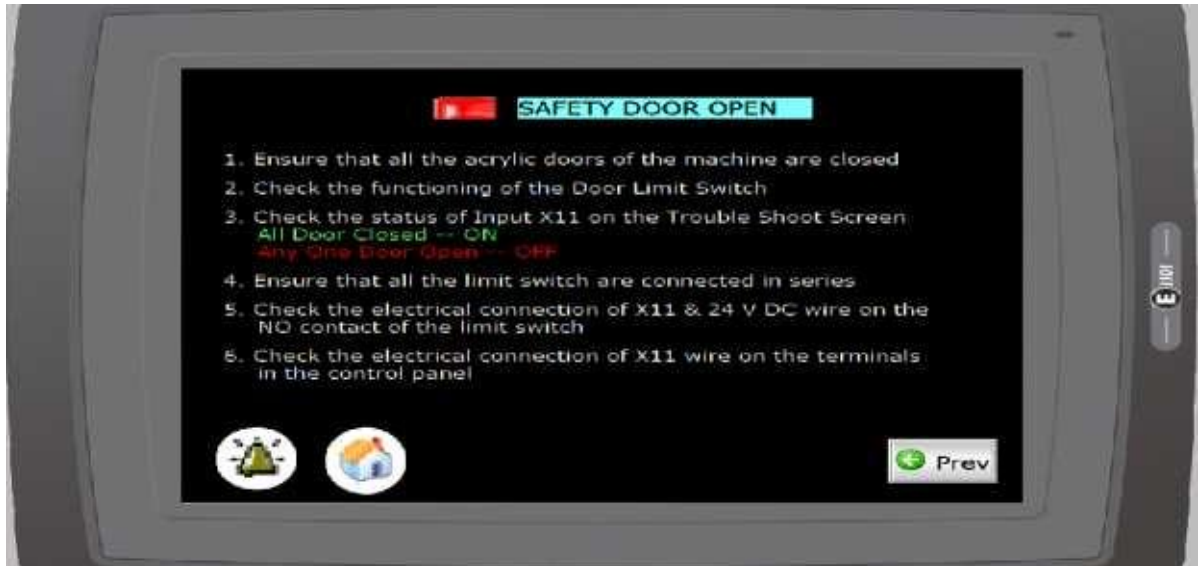 SAFETY DOOR OPEN
1. Ensure that all the acrylic doors of the machine are closed
2. Check the functioning of the Door Limit Switch
3. Check the status of Input X11 on the Trouble Shoot Screen
All Door Closed -- ON
Any One Door Open -- OFF
4. Ensure that all the limit switch are connected in series
5. Check the electrical connection of X11 & 24 V DC wire on the
NO contact of the limit switch
6. Check the electrical connection of X11 wire on the terminals
in the control panel
Prev
E1101